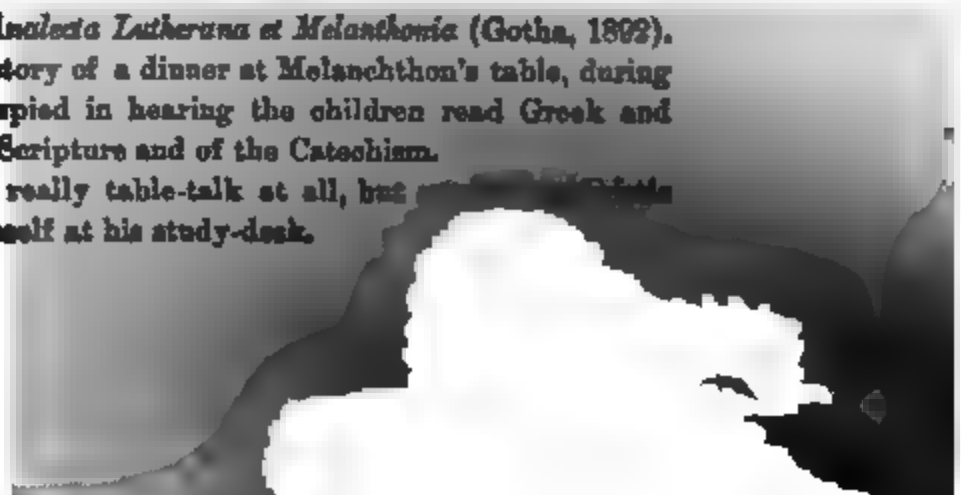 Analecta Lutherana et Melanthonia (Gotha, 1892).
story of a dinner at Melanchthon's table, during
upied in hearing the children read Greek and
Scripture and of the Catechism.
really table-talk at all, but
self at his study-desk.